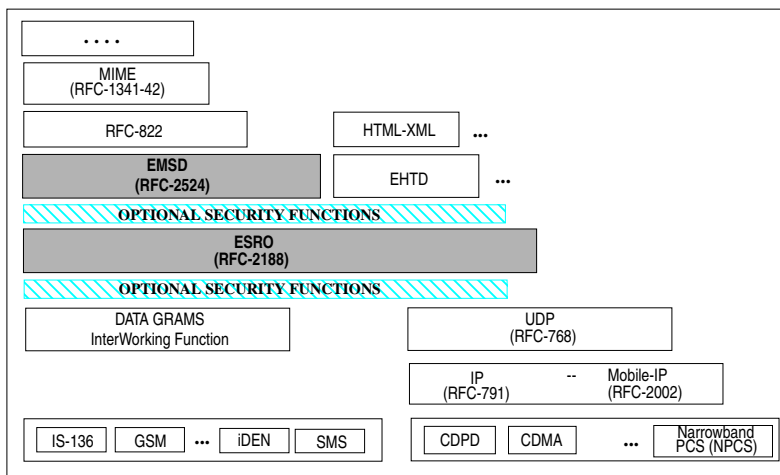 ....
MIME
(RFC-1341-42)
RFC-822
HTML-XML
...
EMSD
(RFC-2524)
EHTD
...
OPTIONAL SECURITY FUNCTIONS
ESRO
(RFC-2188)
OPTIONAL SECURITY FUNCTIONS
DATA GRAMS
InterWorking Function
UDP
(RFC-768)
IP -- Mobile-IP
(RFC-791) (RFC-2002)
IS-136 GSM ... iDEN SMS
CDPD CDMA ... Narrowband
PCS (NPCS)